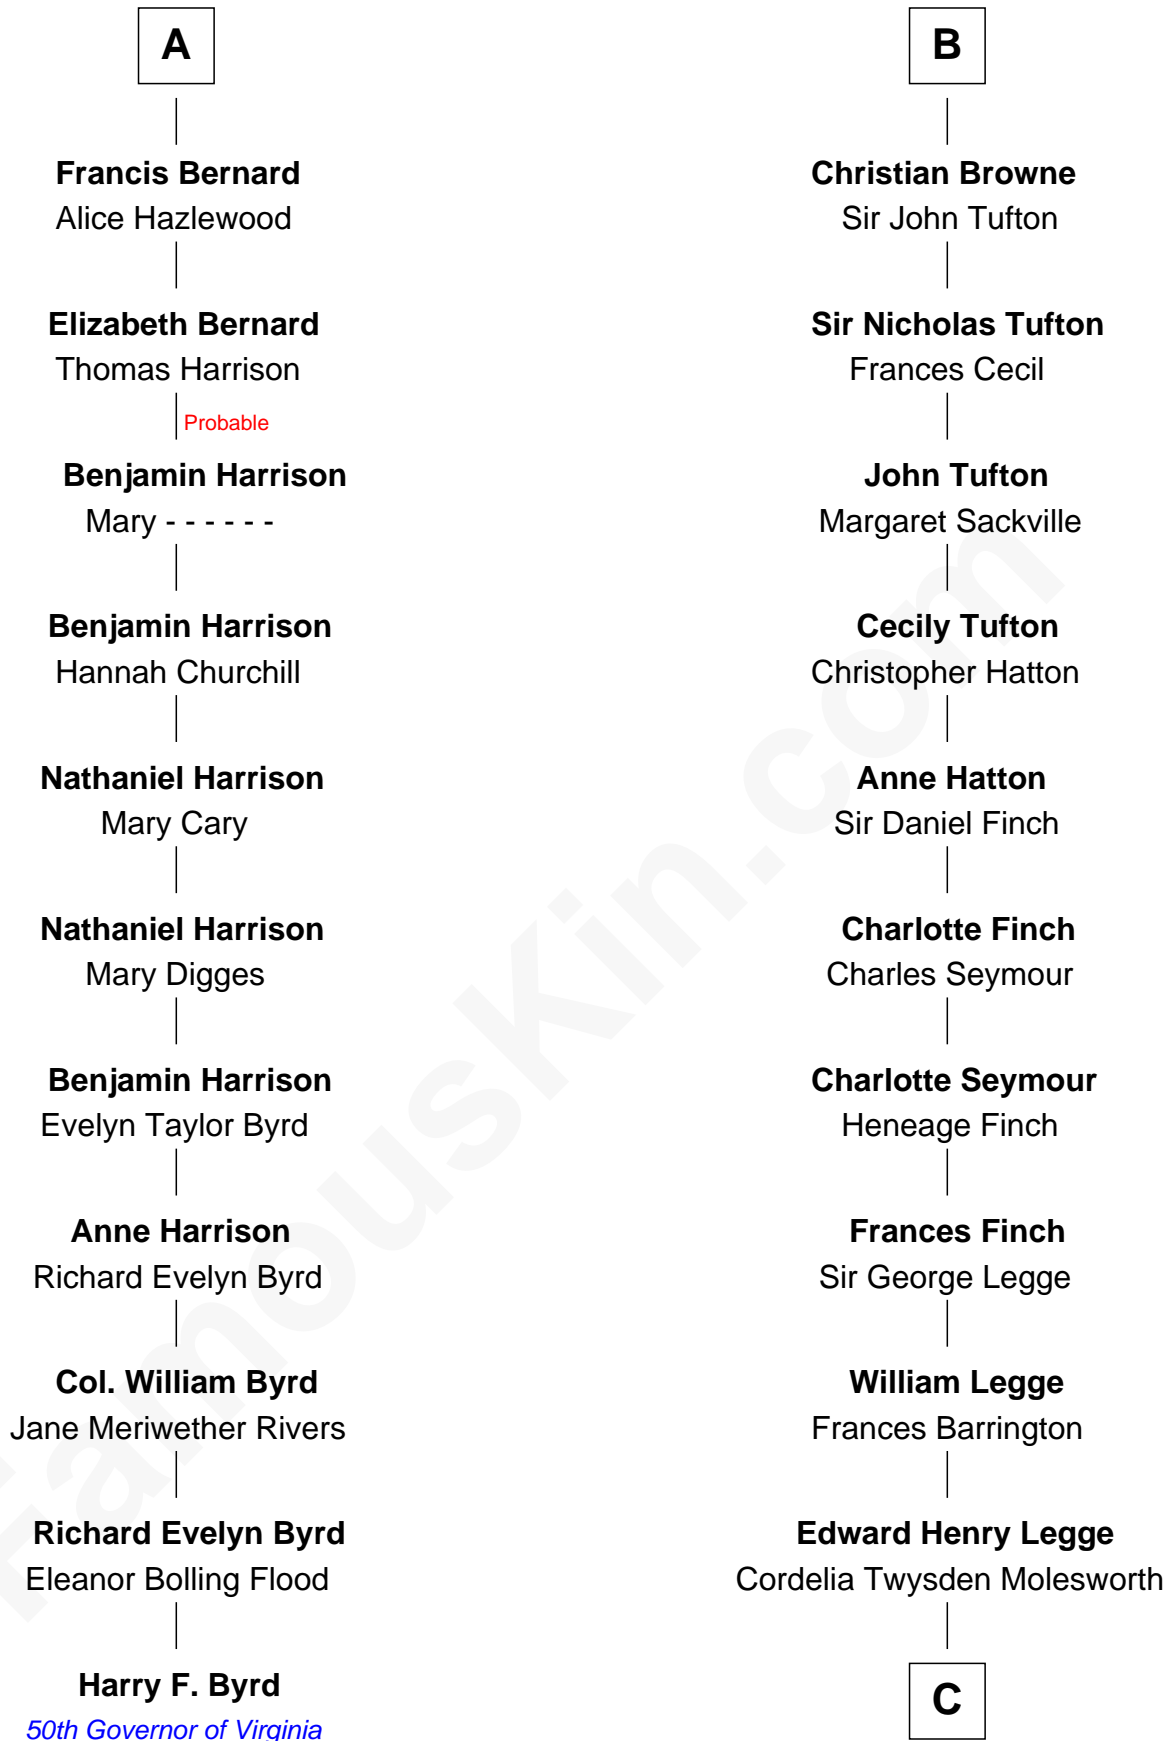 A
Francis Bernard
Alice Hazlewood
Elizabeth Bernard
Thomas Harrison
Probable
Benjamin Harrison
Mary - - - - - -
Benjamin Harrison
Hannah Churchill
Nathaniel Harrison
Mary Cary
Nathaniel Harrison
Mary Digges
Benjamin Harrison
Evelyn Taylor Byrd
Anne Harrison
Richard Evelyn Byrd
Col. William Byrd
Jane Meriwether Rivers
Richard Evelyn Byrd
Eleanor Bolling Flood
Harry F. Byrd
50th Governor of Virginia
B
Christian Browne
Sir John Tufton
Sir Nicholas Tufton
Frances Cecil
John Tufton
Margaret Sackville
Cecily Tufton
Christopher Hatton
Anne Hatton
Sir Daniel Finch
Charlotte Finch
Charles Seymour
Charlotte Seymour
Heneage Finch
Frances Finch
Sir George Legge
William Legge
Frances Barrington
Edward Henry Legge
Cordelia Twysden Molesworth
C
FamousKin.com